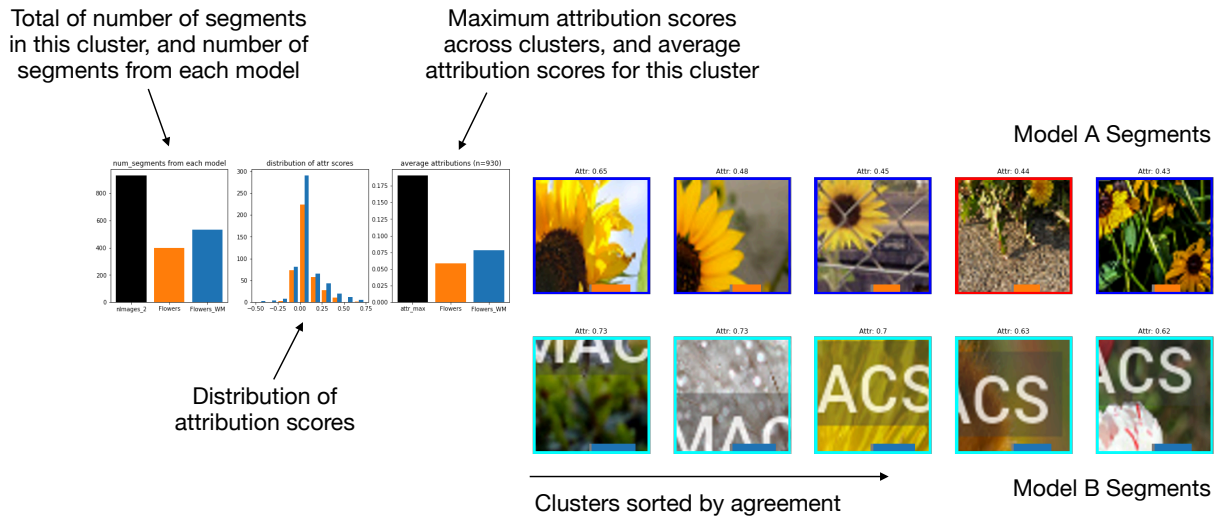 Total of number of segments
in this cluster, and number of
segments from each model
Maximum attribution scores
across clusters, and average
attribution scores for this cluster
Model A Segments
num_segments from each model
distribution of attr scores
average attributions (n=930)
800
600
400
200
0
nImages_2
Flowers
Flowers_WM
300
250
200
150
100
50
0
−0.50
−0.25
0.00
0.25
0.50
0.75
0.175
0.150
0.125
0.100
0.075
0.050
0.025
0.000
attr_max
Flowers
Flowers_WM
Attr: 0.65
Attr: 0.48
Attr: 0.45
Attr: 0.44
Attr: 0.43
Attr: 0.73
Attr: 0.73
Attr: 0.7
Attr: 0.63
Attr: 0.62
MAC
MAC
ACS
ACS
ACS
Distribution of
attribution scores
Clusters sorted by agreement
Model B Segments